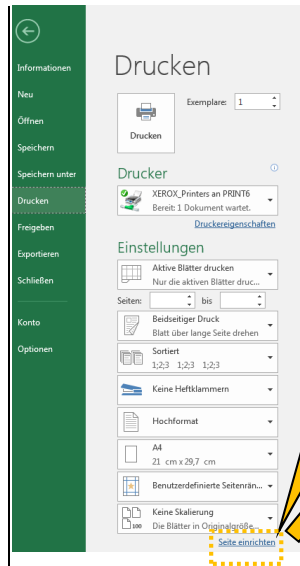 Informationen
Neu
Öffnen
Speichern
Speichern unter
Drucken
Freigeben
Exportieren
Schließen
Konto
Optionen
Drucken
Drucken
Exemplare: 1
Drucker
XEROX_Printers an PRINT6
Bereit: 1 Dokument wartet.
Druckereigenschaften
Einstellungen
Aktive Blätter drucken
Nur die aktiven Blätter druc...
Seiten: bis
Beidseitiger Druck
Blatt über lange Seite drehen
Sortiert
1;2;3 1;2;3 1;2;3
Keine Heftklammern
Hochformat
A4
21 cm x 29,7 cm
Benutzerdefinierte Seitenrän...
Keine Skalierung
100 Die Blätter in Originalgröße...
Seite einrichten